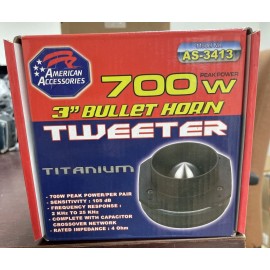 AS-3413
AMERICAN
ACCESSORIES
700W
PEAK POWER
3" BULLET HORN
TWEETER
TITANIUM
- 700W PEAK POWER/PER PAIR
- SENSITIVITY : 105 dB
- FREQUENCY RESPONSE :
2 KHz TO 25 KHz
- COMPLETE WITH CAPACITOR
CROSSOVER NETWORK
- RATES IMPEDANCE : 4 Ohm